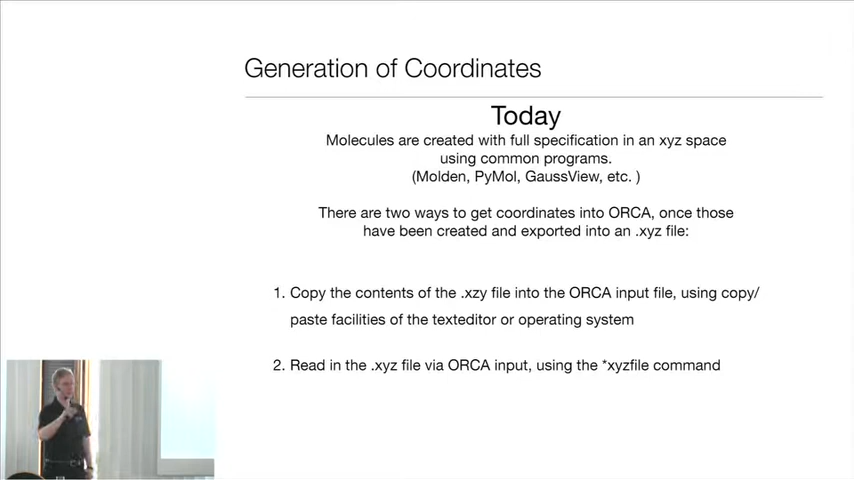 Generation of Coordinates
Today
Molecules are created with full specification in an xyz space
using common programs.
(Molden, PyMol, GaussView, etc. )
There are two ways to get coordinates into ORCA, once those
have been created and exported into an .xyz file:
1. Copy the contents of the .xzy file into the ORCA input file, using copy/
paste facilities of the texteditor or operating system
2. Read in the .xyz file via ORCA input, using the *xyzfile command